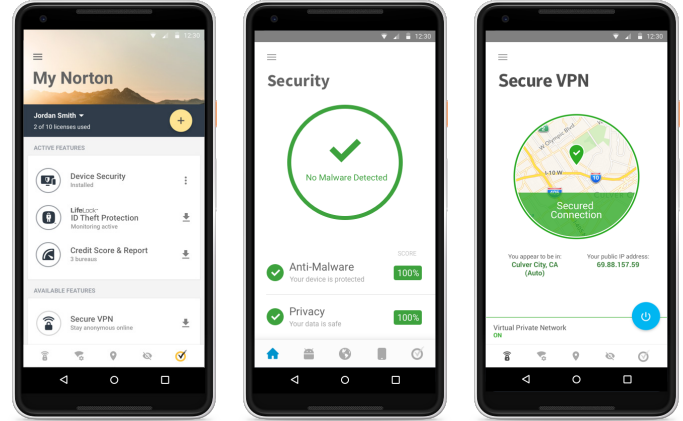 12:30
My Norton
Jordan Smith
2 of 10 licenses used
+
ACTIVE FEATURES
Device Security
Installed
LifeLock
ID Theft Protection
Monitoring active
Credit Score & Report
3 bureaus
AVAILABLE FEATURES
Secure VPN
Stay anonymous online
12:30
Security
No Malware Detected
SCORE
Anti-Malware
Your device is protected
100%
Privacy
Your data is safe
100%
12:30
Secure VPN
W Olympic Blvd
I-10 W
10
Secured
Connection
You appear to be in:
Culver City, CA
(Auto)
Your public IP address:
69.88.157.59
Virtual Private Network
ON